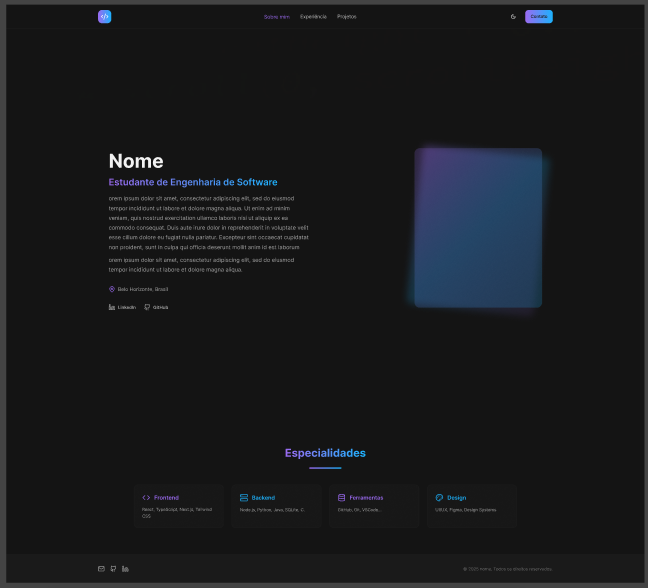 </>
Sobre mim
Experiência
Projetos
Contato
Nome
Estudante de Engenharia de Software
orem ipsum dolor sit amet, consectetur adipiscing elit, sed do eiusmod
tempor incididunt ut labore et dolore magna aliqua. Ut enim ad minim
veniam, quis nostrud exercitation ullamco laboris nisi ut aliquip ex ea
commodo consequat. Duis aute irure dolor in reprehenderit in voluptate velit
esse cillum dolore eu fugiat nulla pariatur. Excepteur sint occaecat cupidatat
non proident, sunt in culpa qui officia deserunt mollit anim id est laborum
orem ipsum dolor sit amet, consectetur adipiscing elit, sed do eiusmod
tempor incididunt ut labore et dolore magna aliqua.
Belo Horizonte, Brasil
LinkedIn
GitHub
Especialidades
Frontend
React, TypeScript, Next.js, Tailwind
CSS
Backend
Node.js, Python, Java, SQLite, C.
Ferramentas
GitHub, Git, VSCode...
Design
UI/UX, Figma, Design Systems
© 2025 Nome. Todos os direitos reservados.